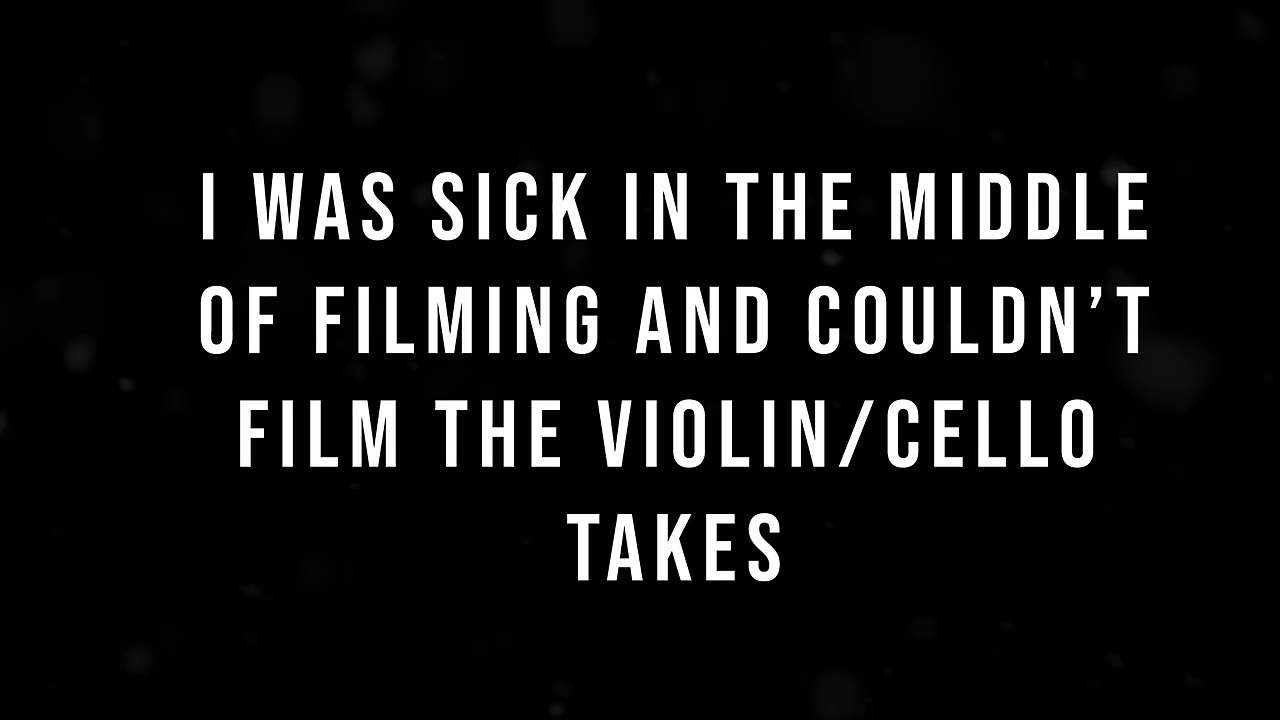 I WAS SICK IN THE MIDDLE
OF FILMING AND COULDN’T
FILM THE VIOLIN/CELLO
TAKES